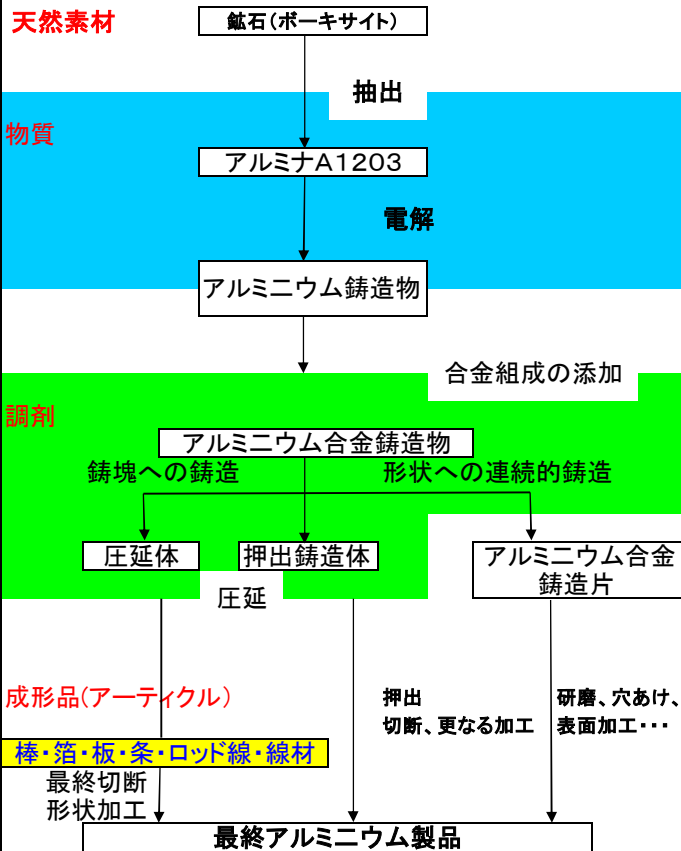 天然素材
鉱石(ボーキサイト)
抽出
物質
アルミナA1203
電解
アルミニウム鋳造物
合金組成の添加
調剤
アルミニウム合金鋳造物
鋳塊への鋳造
形状への連続的鋳造
圧延体
押出鋳造体
アルミニウム合金
鋳造片
圧延
成形品(アーティクル)
押出
切断、更なる加工
研磨、穴あけ、
表面加工・・・
棒・箔・板・条・ロッド線・線材
最終切断
形状加工
最終アルミニウム製品